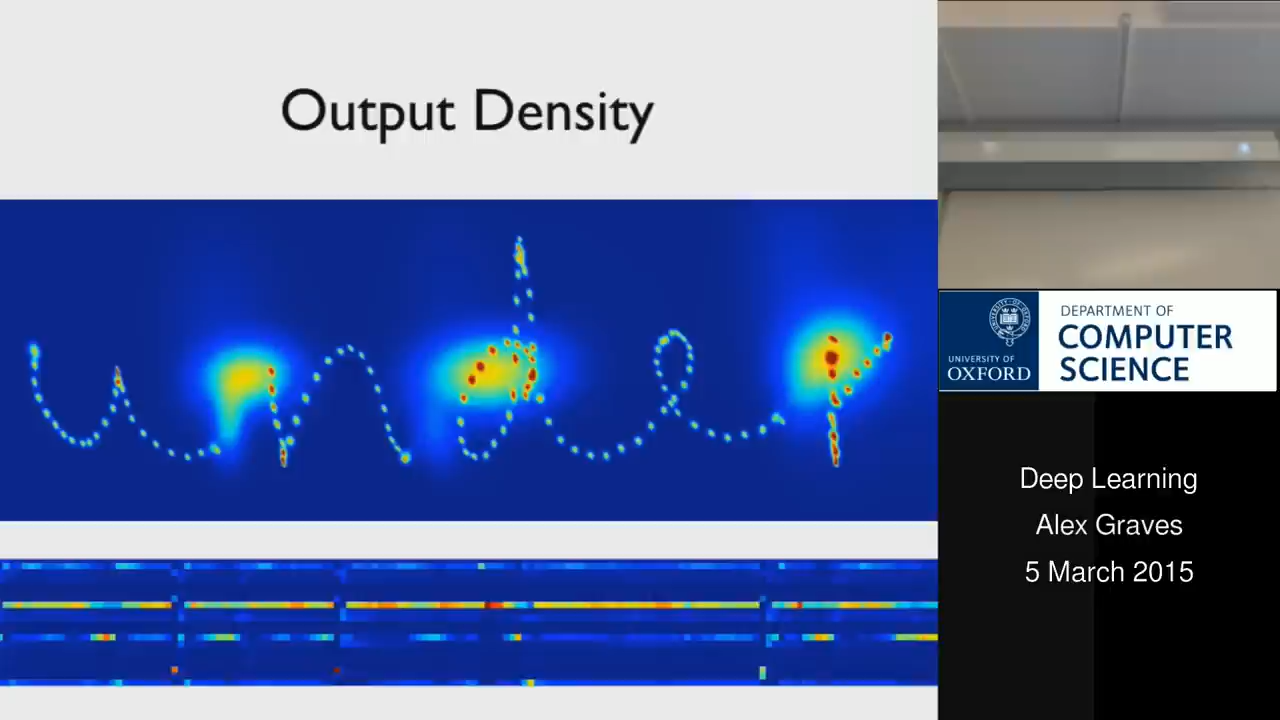 Output Density
under
UNIVERSITY OF
OXFORD
DEPARTMENT OF
COMPUTER
SCIENCE
Deep Learning
Alex Graves
5 March 2015